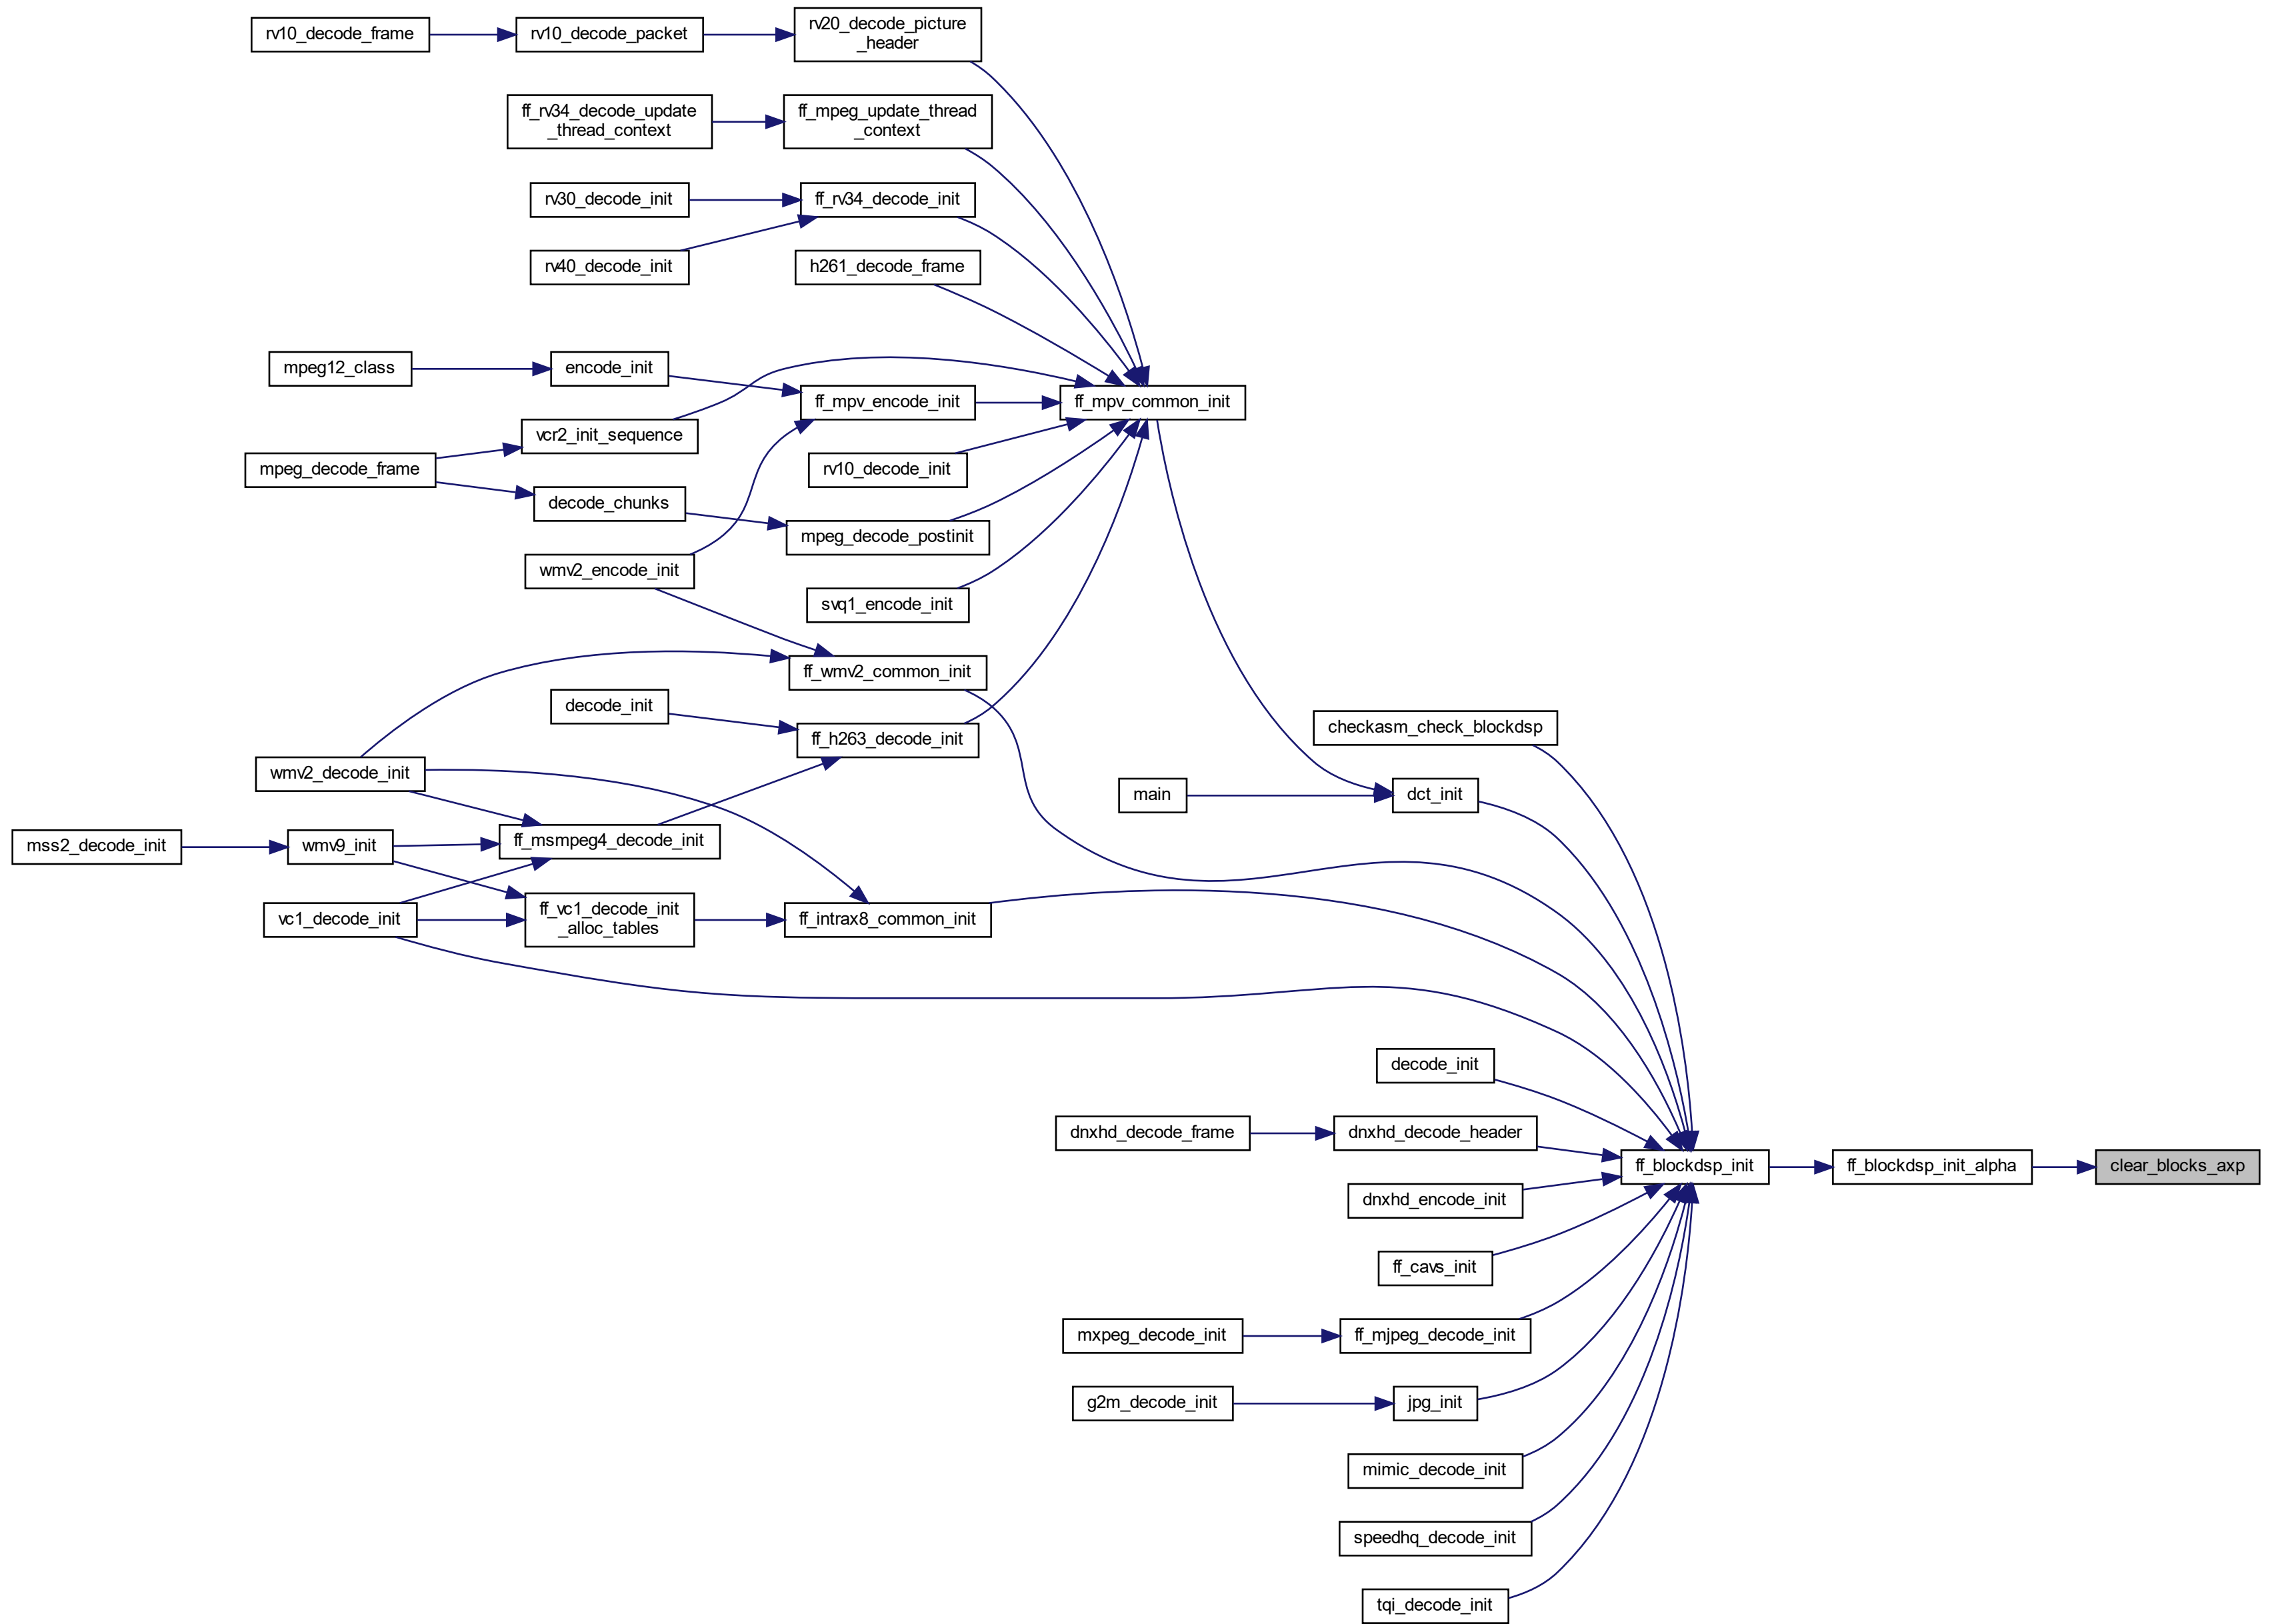 rv10_decode_frame
rv10_decode_packet
rv20_decode_picture
_header
ff_rv34_decode_update
_thread_context
ff_mpeg_update_thread
_context
rv30_decode_init
ff_rv34_decode_init
rv40_decode_init
h261_decode_frame
mpeg12_class
encode_init
ff_mpv_encode_init
ff_mpv_common_init
vcr2_init_sequence
mpeg_decode_frame
rv10_decode_init
decode_chunks
mpeg_decode_postinit
wmv2_encode_init
svq1_encode_init
ff_wmv2_common_init
decode_init
ff_h263_decode_init
checkasm_check_blockdsp
wmv2_decode_init
main
dct_init
mss2_decode_init
wmv9_init
ff_msmpeg4_decode_init
vc1_decode_init
ff_vc1_decode_init
_alloc_tables
ff_intrax8_common_init
decode_init
dnxhd_decode_frame
dnxhd_decode_header
ff_blockdsp_init
ff_blockdsp_init_alpha
clear_blocks_axp
dnxhd_encode_init
ff_cavs_init
mxpeg_decode_init
ff_mjpeg_decode_init
g2m_decode_init
jpg_init
mimic_decode_init
speedhq_decode_init
tqi_decode_init